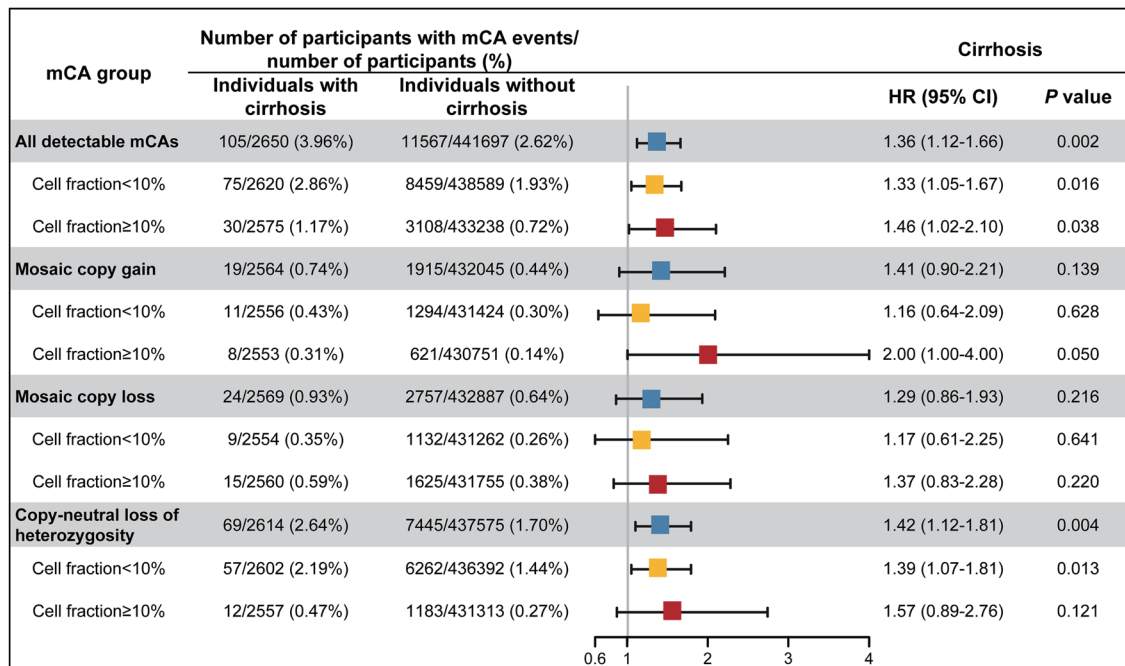 Number of participants with mCA events/
number of participants (%)
Cirrhosis
mCA group
Individuals with
cirrhosis
Individuals without
cirrhosis
HR (95% CI)
P value
All detectable mCAs 105/2650 (3.96%) 11567/441697 (2.62%) 1.36 (1.12-1.66) 0.002
Cell fraction<10% 75/2620 (2.86%) 8459/438589 (1.93%) 1.33 (1.05-1.67) 0.016
Cell fraction≥10% 30/2575 (1.17%) 3108/433238 (0.72%) 1.46 (1.02-2.10) 0.038
Mosaic copy gain 19/2564 (0.74%) 1915/432045 (0.44%) 1.41 (0.90-2.21) 0.139
Cell fraction<10% 11/2556 (0.43%) 1294/431424 (0.30%) 1.16 (0.64-2.09) 0.628
Cell fraction≥10% 8/2553 (0.31%) 621/430751 (0.14%) 2.00 (1.00-4.00) 0.050
Mosaic copy loss 24/2569 (0.93%) 2757/432887 (0.64%) 1.29 (0.86-1.93) 0.216
Cell fraction<10% 9/2554 (0.35%) 1132/431262 (0.26%) 1.17 (0.61-2.25) 0.641
Cell fraction≥10% 15/2560 (0.59%) 1625/431755 (0.38%) 1.37 (0.83-2.28) 0.220
Copy-neutral loss of
heterozygosity 69/2614 (2.64%) 7445/437575 (1.70%) 1.42 (1.12-1.81) 0.004
Cell fraction<10% 57/2602 (2.19%) 6262/436392 (1.44%) 1.39 (1.07-1.81) 0.013
Cell fraction≥10% 12/2557 (0.47%) 1183/431313 (0.27%) 1.57 (0.89-2.76) 0.121
0.6 1 2 3 4